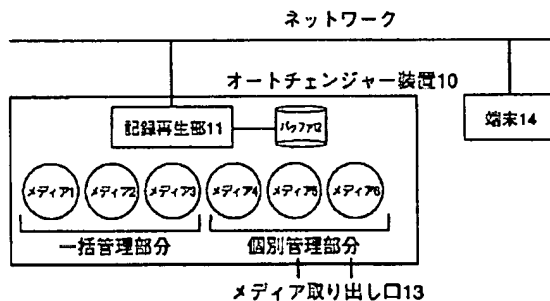 ネットワーク
オートチェンジャー装置10
記録再生部11
バッファ12
端末14
メディア1 メディア2 メディア3 メディア4 メディア5 メディア6
一括管理部分 個別管理部分
メディア取り出し口13